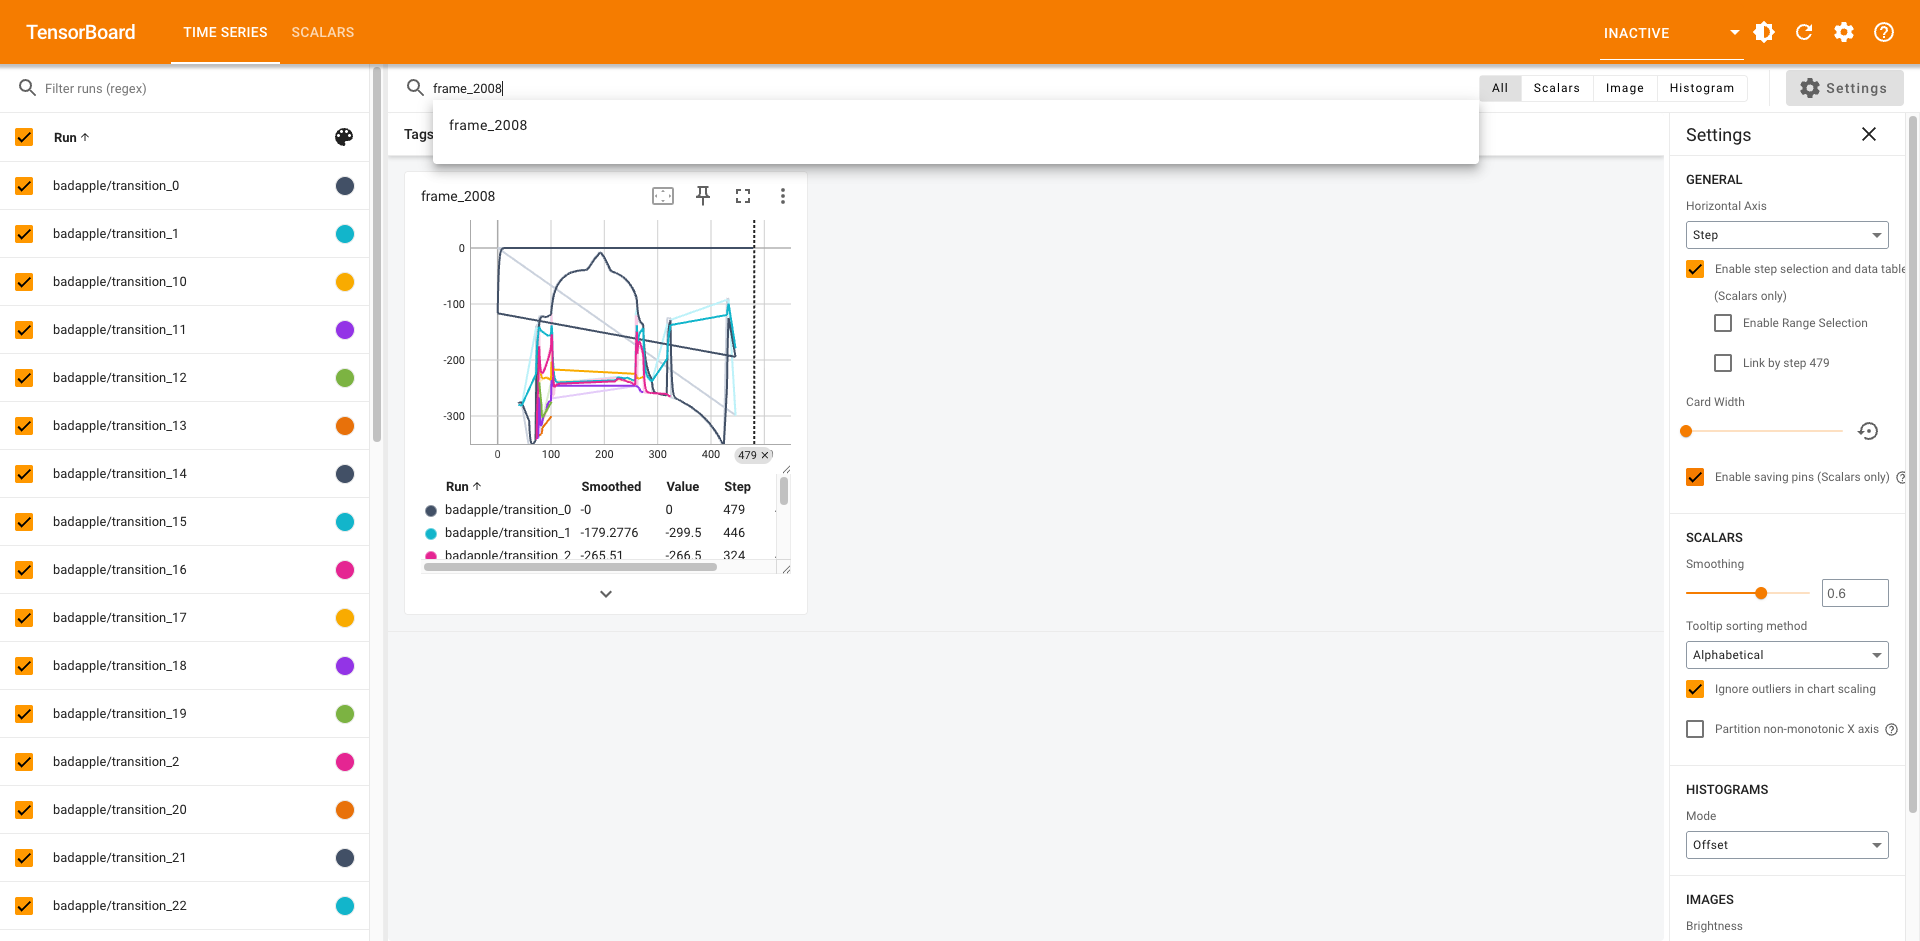 TensorBoard
TIME SERIES
SCALARS
INACTIVE
Filter runs (regex)
Run
badapple/transition_0
badapple/transition_1
badapple/transition_10
badapple/transition_11
badapple/transition_12
badapple/transition_13
badapple/transition_14
badapple/transition_15
badapple/transition_16
badapple/transition_17
badapple/transition_18
badapple/transition_19
badapple/transition_2
badapple/transition_20
badapple/transition_21
badapple/transition_22
frame_2008
All
Scalars
Image
Histogram
Settings
frame_2008
Tags
frame_2008
0
-100
-200
-300
0 100 200 300 400 479
Run Smoothed Value Step
badapple/transition_0 -0 0 479
badapple/transition_1 -179.2776 -299.5 446
badapple/transition_2 -265.51 -266.5 324
Settings
GENERAL
Horizontal Axis
Step
Enable step selection and data table
(Scalars only)
Enable Range Selection
Link by step 479
Card Width
Enable saving pins (Scalars only)
SCALARS
Smoothing
0.6
Tooltip sorting method
Alphabetical
Ignore outliers in chart scaling
Partition non-monotonic X axis
HISTOGRAMS
Mode
Offset
IMAGES
Brightness